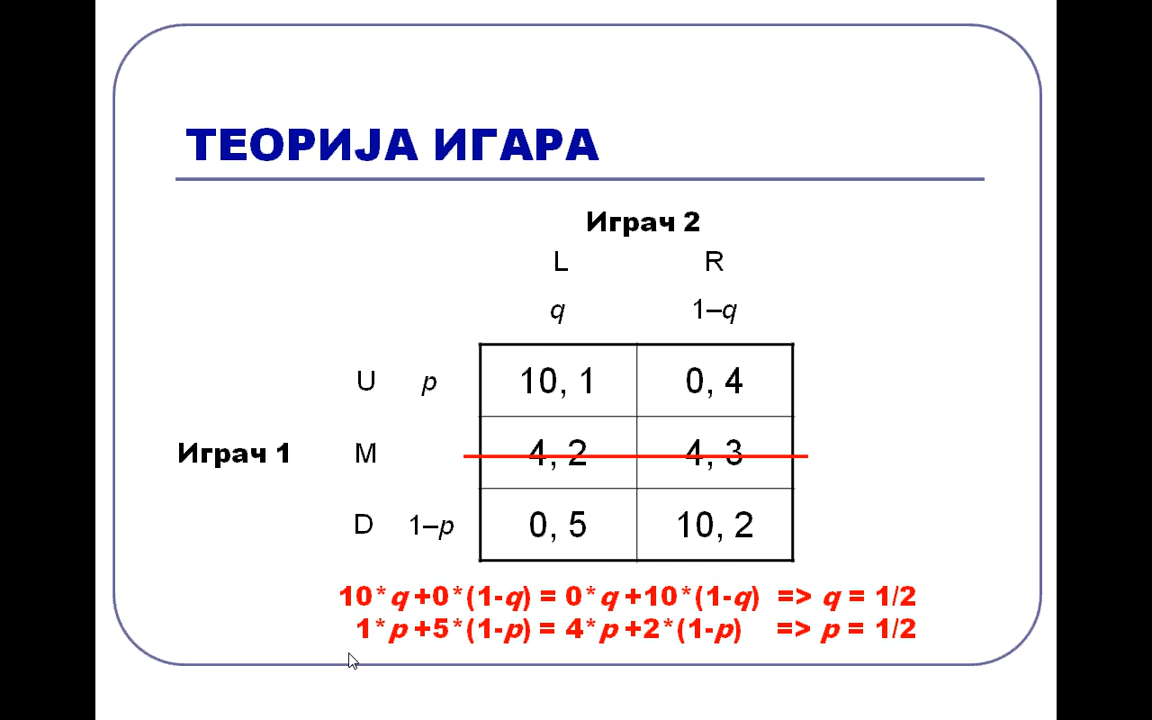 ТЕОРИЈА ИГАРА
Играч 2
L R
q 1–q
U p 10, 1 0, 4
Играч 1 M 4, 2 4, 3
D 1–p 0, 5 10, 2
10*q+0*(1-q) = 0*q+10*(1-q) => q = 1/2
1*p+5*(1-p) = 4*p+2*(1-p) => p = 1/2